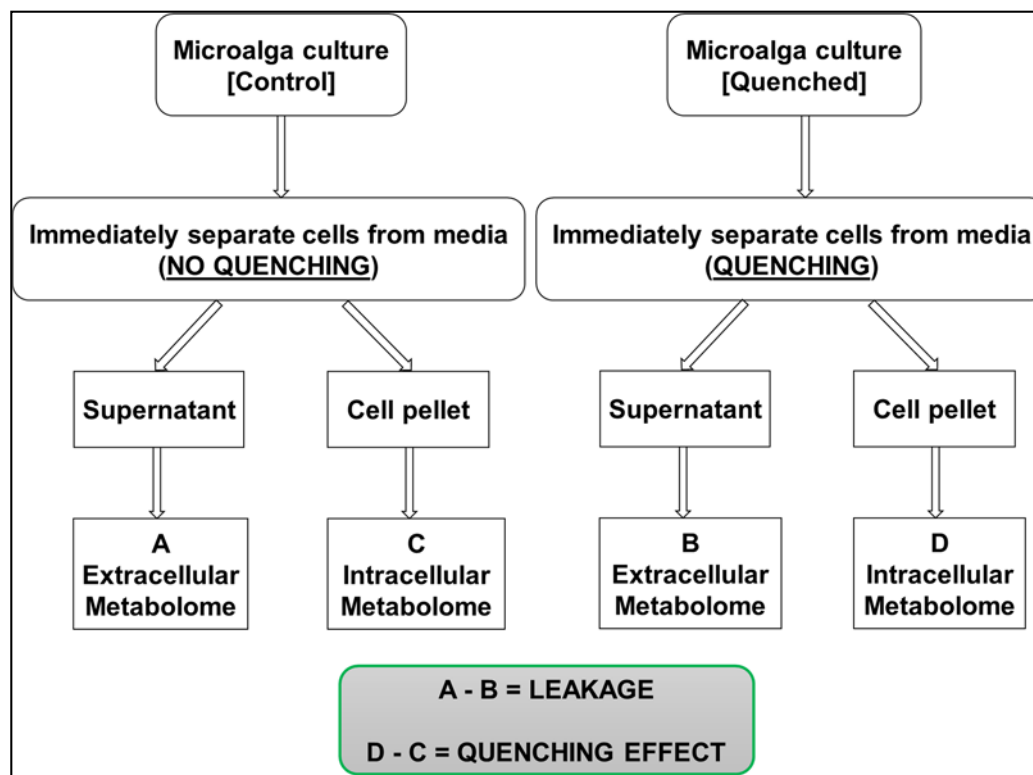 Microalga culture
[Control]
Microalga culture
[Quenched]
Immediately separate cells from media
(NO QUENCHING)
Immediately separate cells from media
(QUENCHING)
Supernatant
Cell pellet
Supernatant
Cell pellet
A
Extracellular
Metabolome
C
Intracellular
Metabolome
B
Extracellular
Metabolome
D
Intracellular
Metabolome
A - B = LEAKAGE
D - C = QUENCHING EFFECT